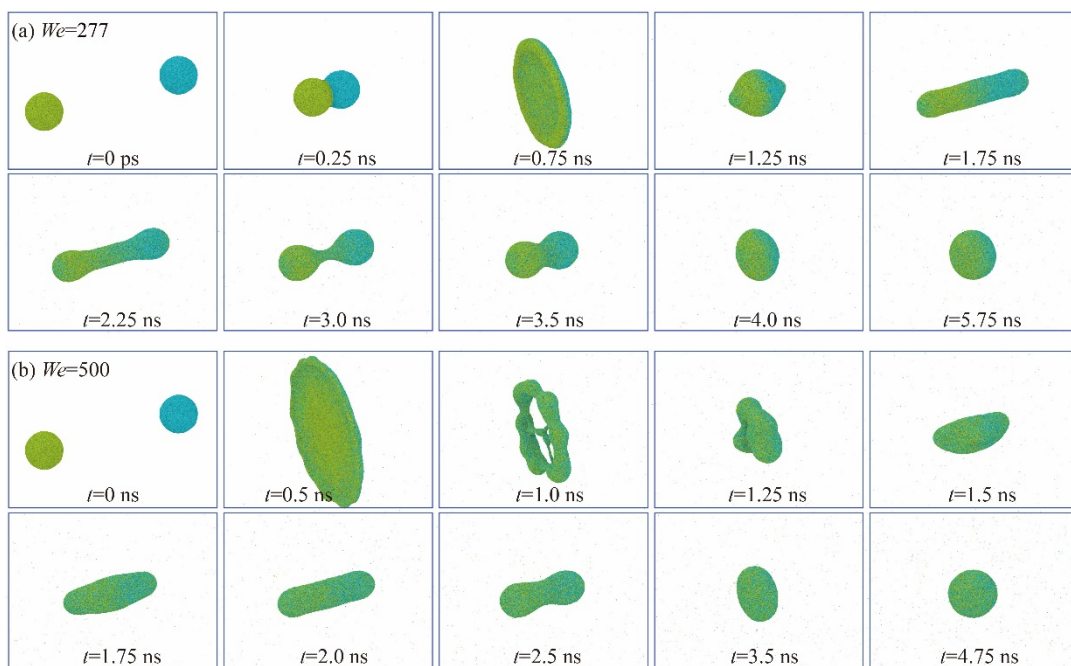 (a) We=277
t=0 ps
t=0.25 ns
t=0.75 ns
t=1.25 ns
t=1.75 ns
t=2.25 ns
t=3.0 ns
t=3.5 ns
t=4.0 ns
t=5.75 ns
(b) We=500
t=0 ns
t=0.5 ns
t=1.0 ns
t=1.25 ns
t=1.5 ns
t=1.75 ns
t=2.0 ns
t=2.5 ns
t=3.5 ns
t=4.75 ns